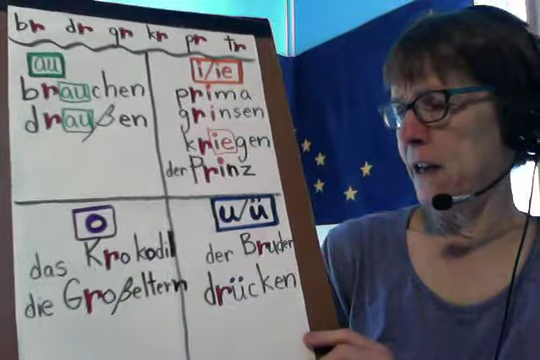 br dr gr kr pr tr
au
brauchen
draußen
i/ie
prima
grinsen
kriegen
der Prinz
o
das Krokodil
die Großeltern
u/ü
der Bruder
drücken